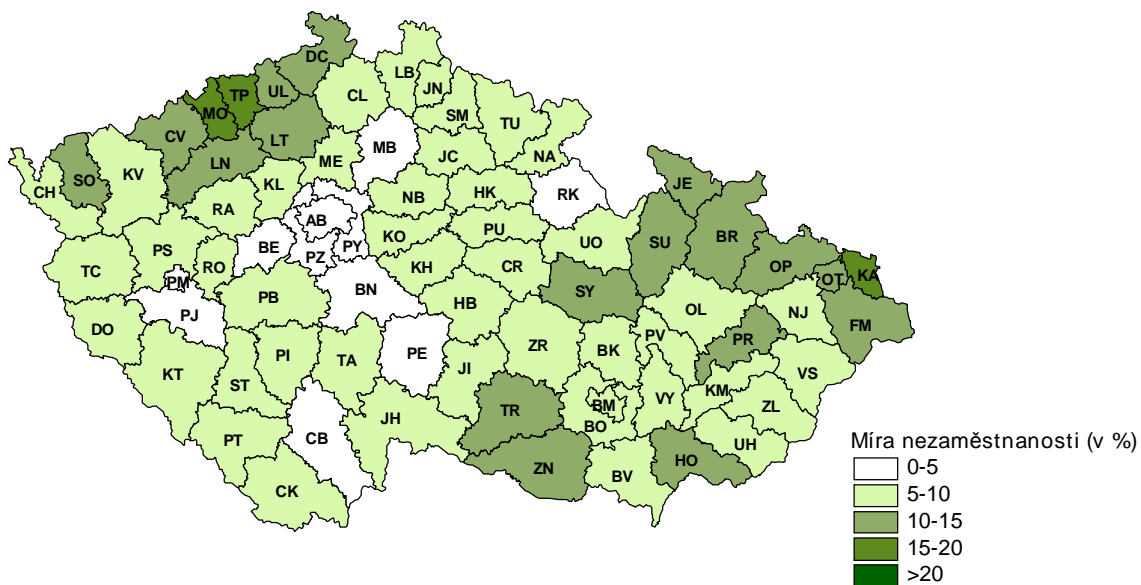 DC
LB
JN
UL
TP
CL
MO
SM
TU
CV
LT
MB
LN
ME
JC
NA
KV
SO
KL
CH
RA
NB
HK
RK
JE
AB
PU
KO
BR
PS
BE
PY
UO
SU
RO
PZ
KH
CR
OP
TC
OT
KA
PM
BN
SY
PB
HB
OL
NJ
PJ
FM
DO
PV
PR
PE
ZR
BK
PI
TA
KT
JI
VS
ST
KM
BM
VY
ZL
TR
JH
BO
CB
PT
UH
HO
ZN
BV
CK
Míra nezaměstnanosti (v %)
0-5
5-10
10-15
15-20
>20